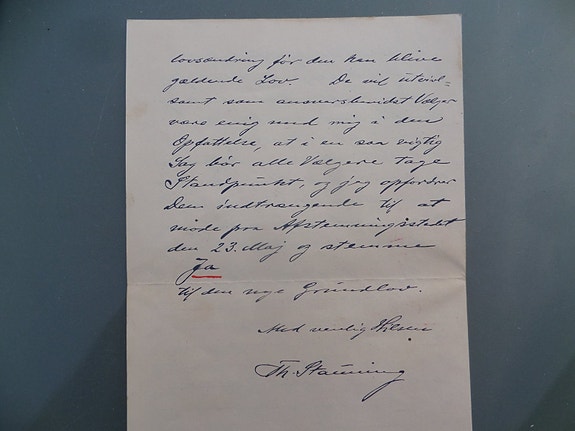 lovsændring før den kan blive
gældende Lov. De vil utvivl=
somt som ansvarsbevidst Vælger
være enig med mig i den
Opfattelse, at i en saa vigtig
Sag bør alle Vælgere tage
Standpunkt, og jeg opfordrer
Dem indtrængende til at
møde paa Afstemningsstedet
den 23. Maj og stemme
Ja
til den nye Grundlov.
Med venlig Hilsen
Th. Stauning